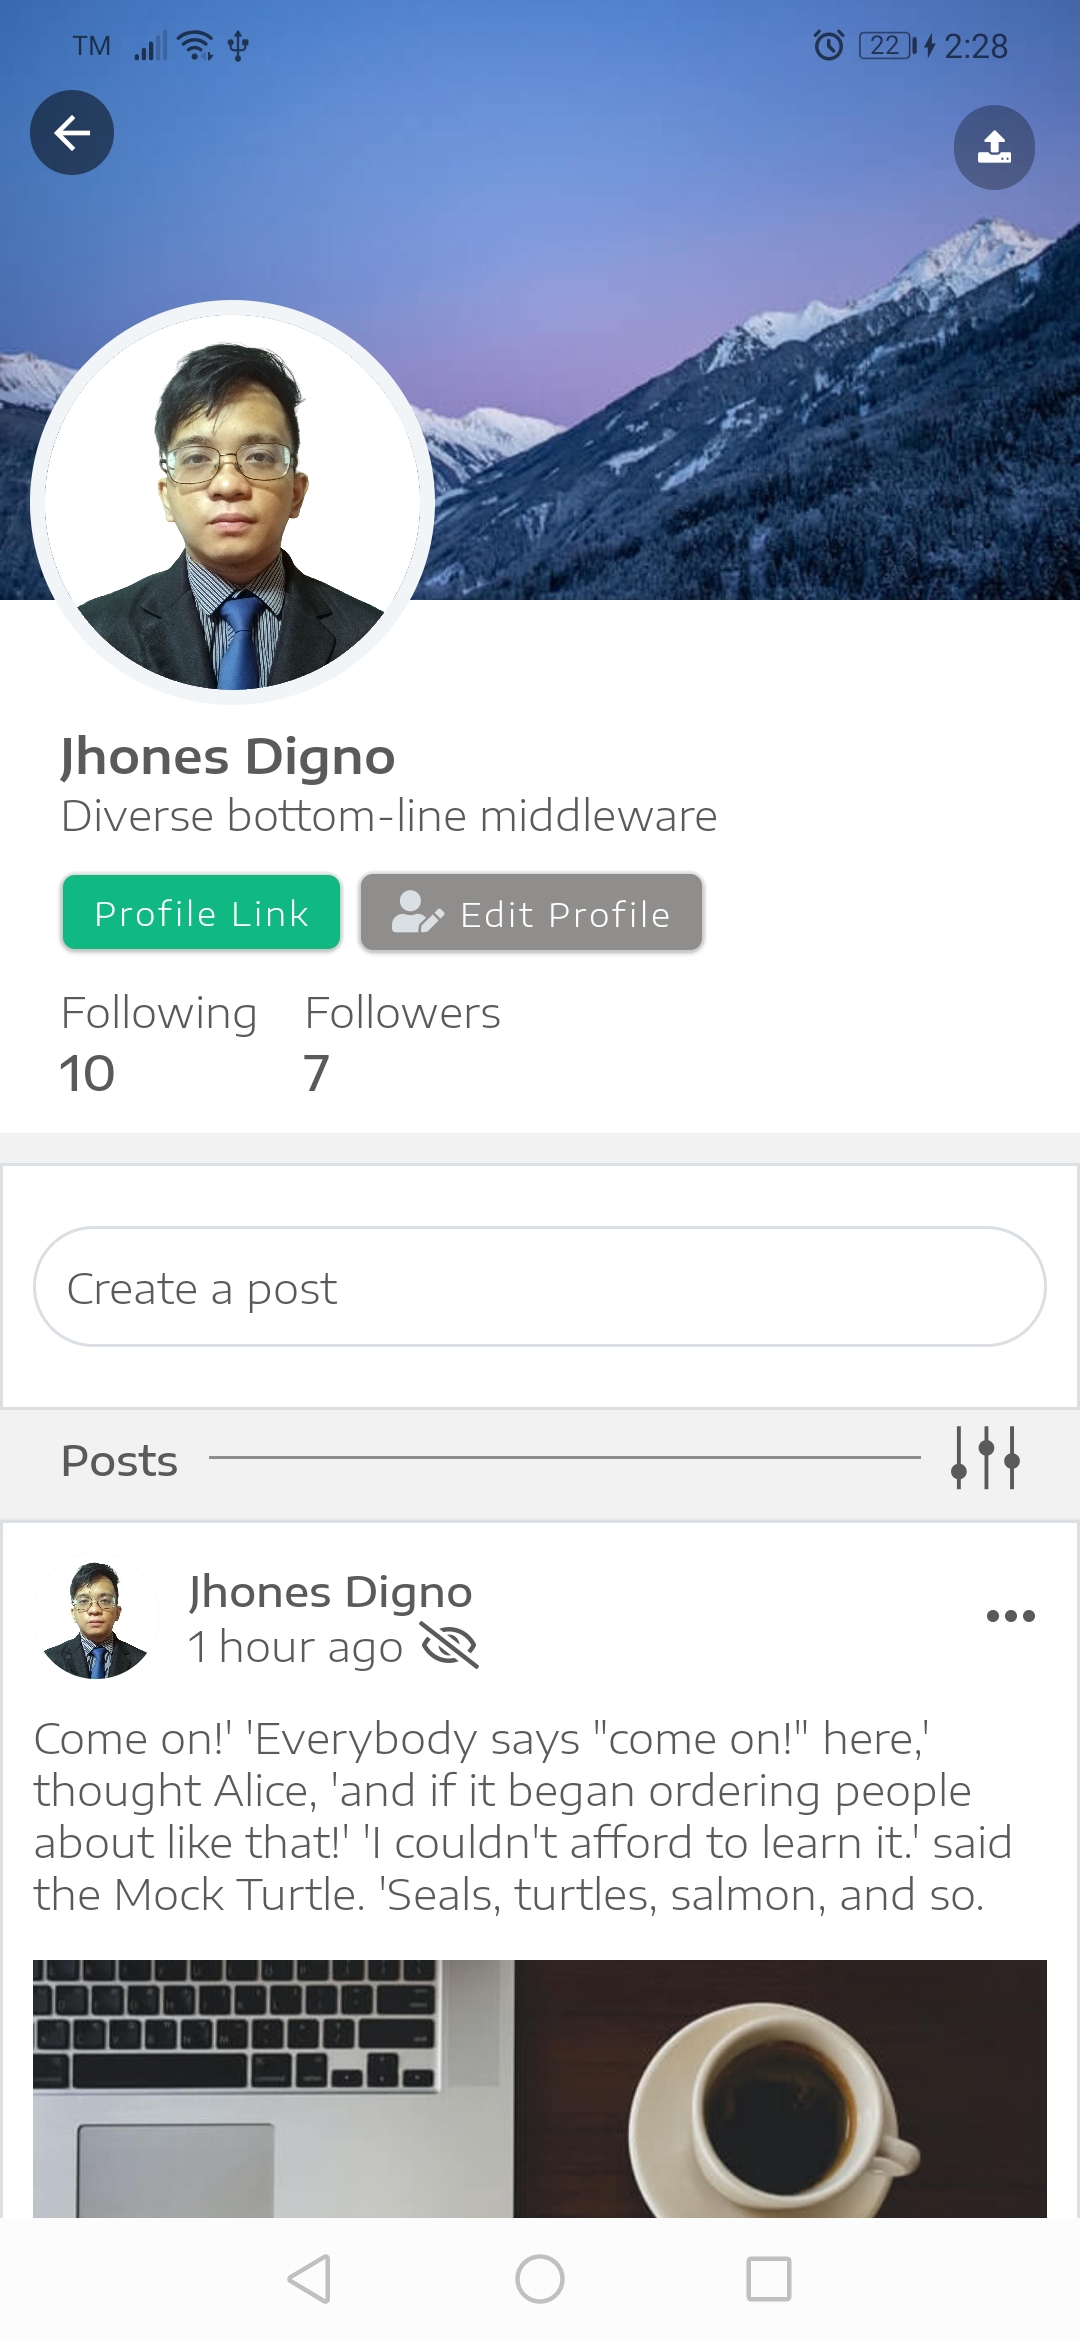 TM 22 2:28
Jhones Digno
Diverse bottom-line middleware
Profile Link Edit Profile
Following Followers
10 7
Create a post
Posts
Jhones Digno
1 hour ago
Come on!' 'Everybody says "come on!" here,'
thought Alice, 'and if it began ordering people
about like that!' 'I couldn't afford to learn it.' said
the Mock Turtle. 'Seals, turtles, salmon, and so.